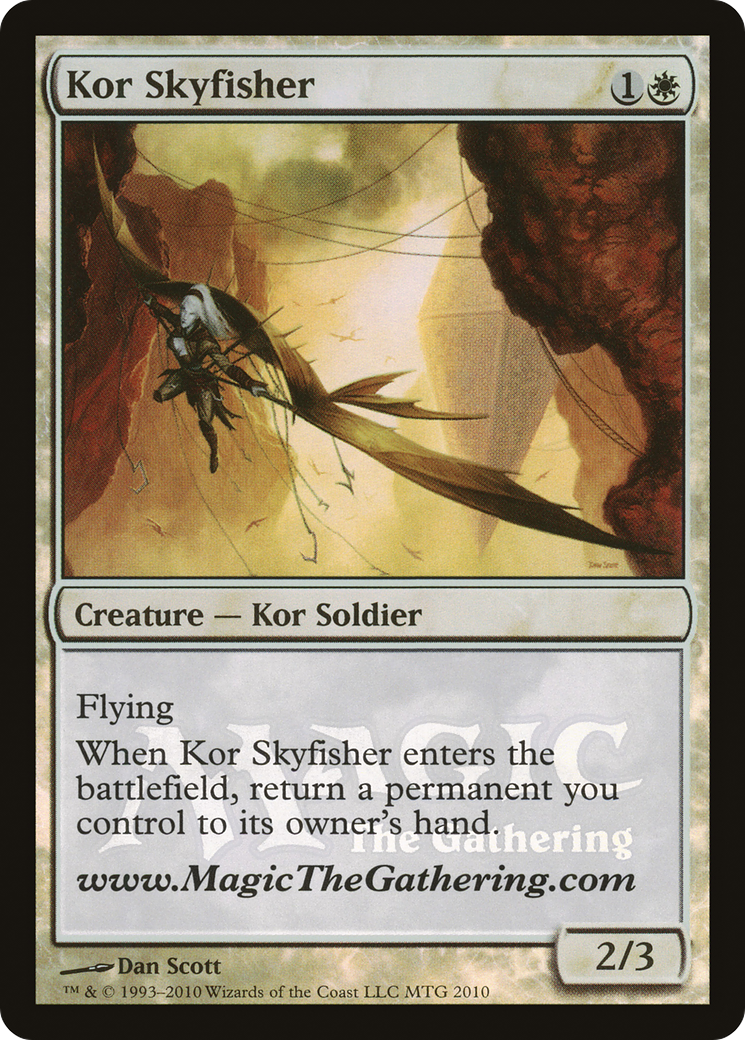 Kor Skyfisher 1
DAN SCOTT
Creature — Kor Soldier
Flying
When Kor Skyfisher enters the
battlefield, return a permanent you
control to its owner's hand.
MAGIC
The Gathering
www.MagicTheGathering.com
2/3
Dan Scott
™ & © 1993–2010 Wizards of the Coast LLC MTG 2010